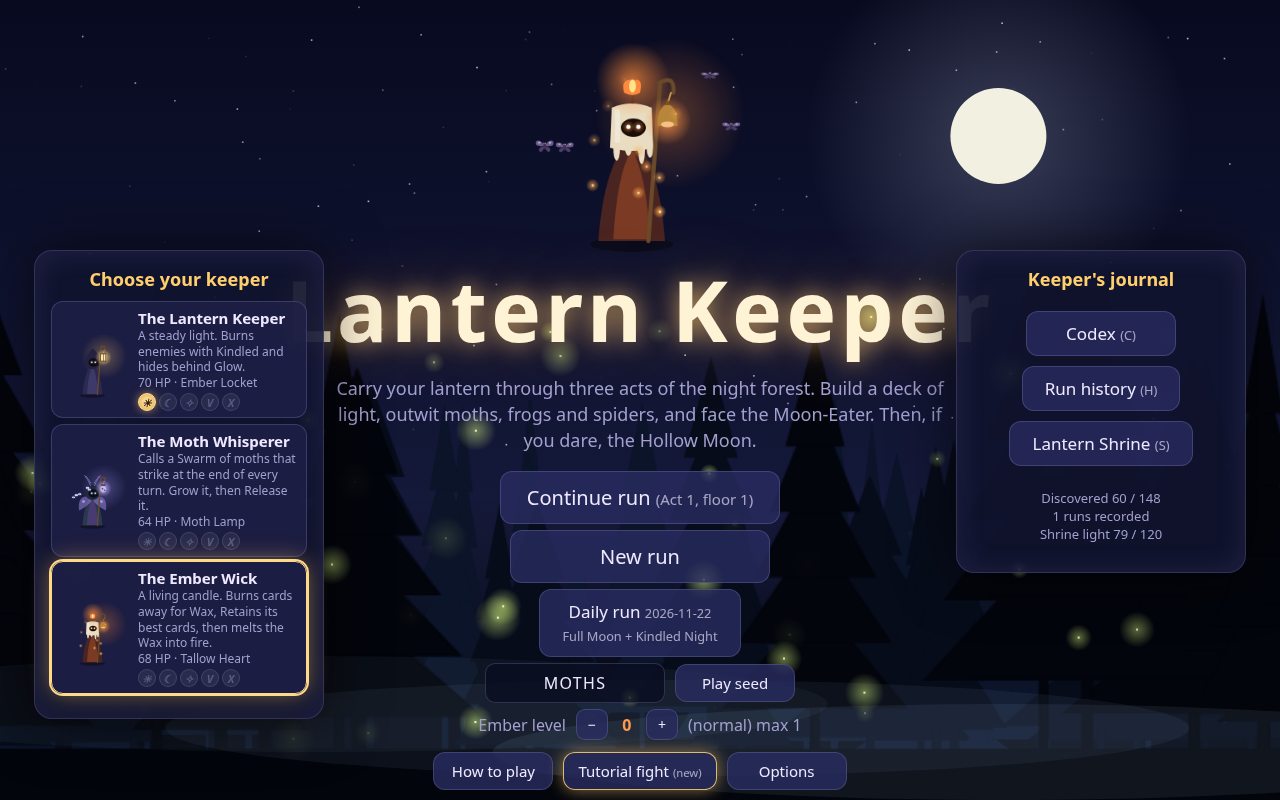 Choose your keeper
The Lantern Keeper
A steady light. Burns
enemies with Kindled and
hides behind Glow.
70 HP · Ember Locket
V X
The Moth Whisperer
Calls a Swarm of moths that
strike at the end of every
turn. Grow it, then Release
it.
64 HP · Moth Lamp
V X
The Ember Wick
A living candle. Burns cards
away for Wax, Retains its
best cards, then melts the
Wax into fire.
68 HP · Tallow Heart
V X
Lantern Keeper
Carry your lantern through three acts of the night forest. Build a deck of
light, outwit moths, frogs and spiders, and face the Moon-Eater. Then, if
you dare, the Hollow Moon.
Continue run (Act 1, floor 1)
New run
Daily run 2026-11-22
Full Moon + Kindled Night
MOTHS
Play seed
Ember level − 0 + (normal) max 1
How to play
Tutorial fight (new)
Options
Keeper's journal
Codex (C)
Run history (H)
Lantern Shrine (S)
Discovered 60 / 148
1 runs recorded
Shrine light 79 / 120